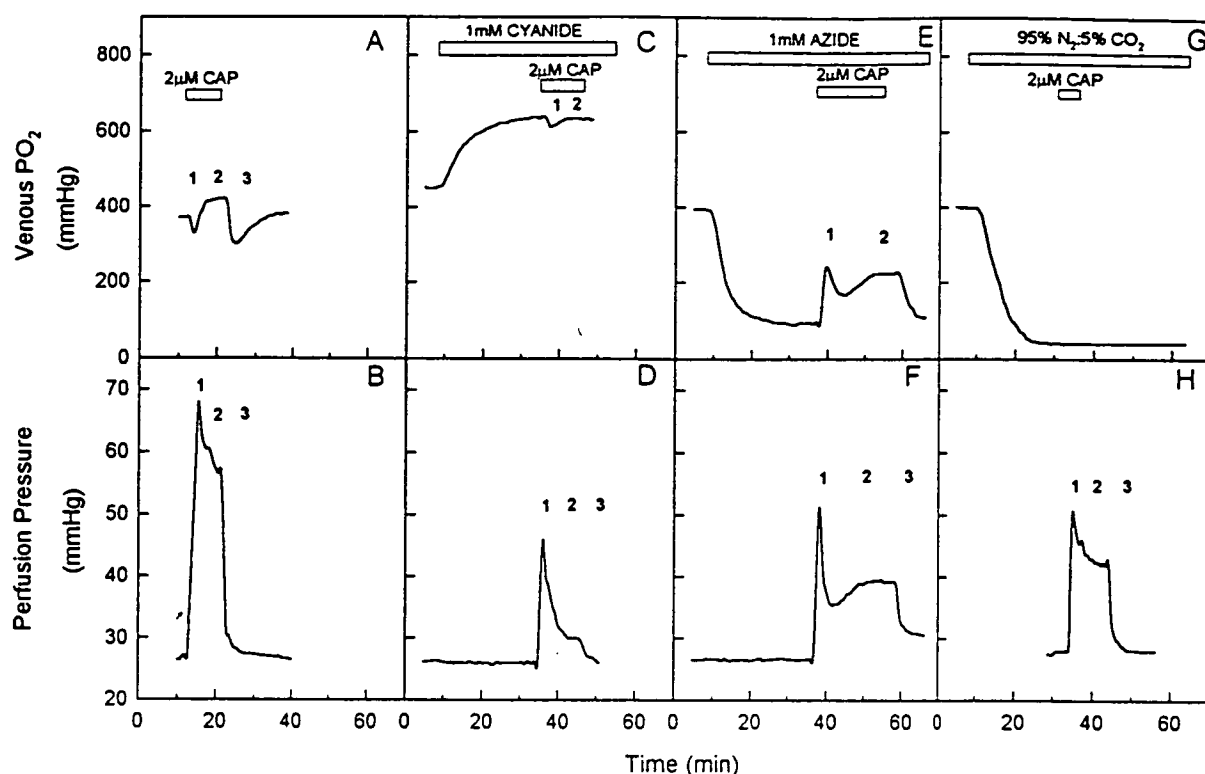 A
C
E
G
1mM CYANIDE
1mM AZIDE
95% N₂:5% CO₂
2μM CAP
2μM CAP
2μM CAP
2μM CAP
Venous PO₂
(mmHg)
800
600
400
200
0
1 2 3
1 2
1 2
B
D
F
H
Perfusion Pressure
(mmHg)
70
60
50
40
30
20
1 2 3
1 2 3
1 2 3
1 2 3
0 20 40 60
0 20 40 60
0 20 40 60
0 20 40 60
Time (min)